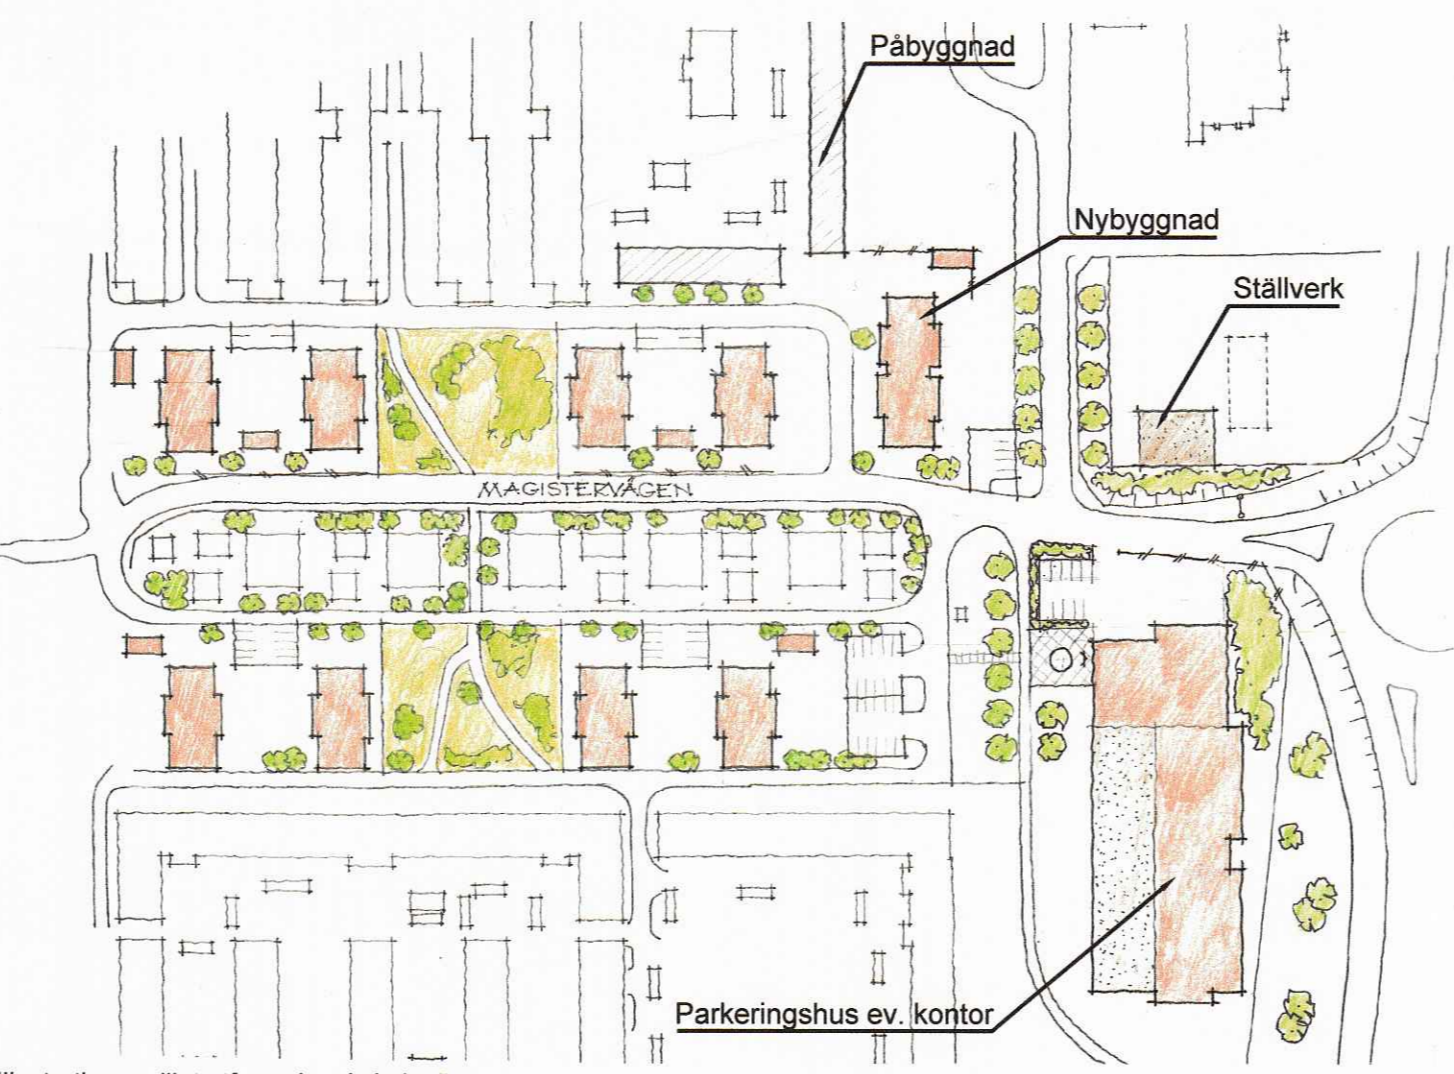 Påbyggnad
Nybyggnad
Ställverk
MAGISTERVÄGEN
Parkeringshus ev. kontor